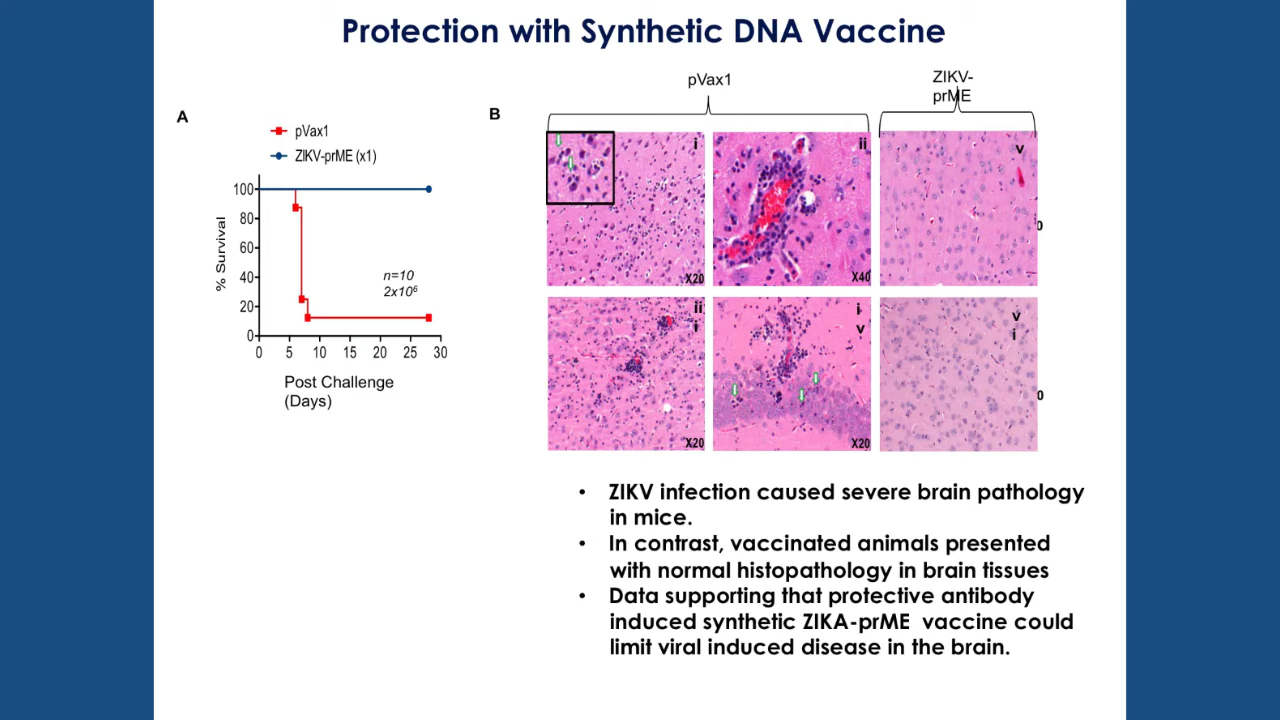 Protection with Synthetic DNA Vaccine
A
pVax1
ZIKV-prME (x1)
% Survival
100
80
60
40
20
0
n=10
2x10⁶
0 5 10 15 20 25 30
Post Challenge
(Days)
B
pVax1
ZIKV-
prME
i
X20
ii
X40
v
0
ii
i
X20
i
v
X20
v
i
0
• ZIKV infection caused severe brain pathology
in mice.
• In contrast, vaccinated animals presented
with normal histopathology in brain tissues
• Data supporting that protective antibody
induced synthetic ZIKA-prME vaccine could
limit viral induced disease in the brain.